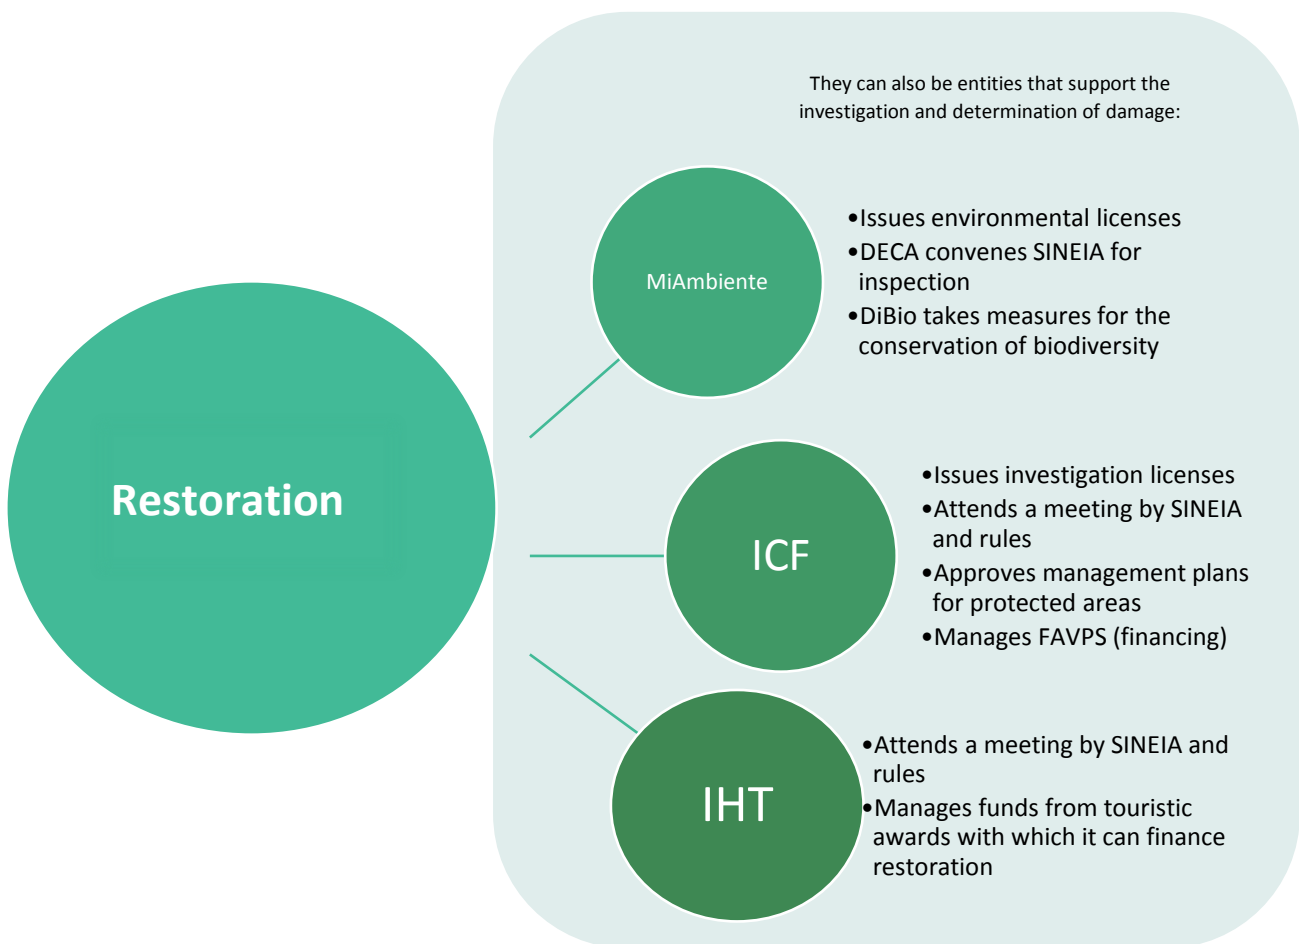 They can also be entities that support the
investigation and determination of damage:
MiAmbiente
•Issues environmental licenses
•DECA convenes SINEIA for
inspection
•DiBio takes measures for the
conservation of biodiversity
Restoration
ICF
•Issues investigation licenses
•Attends a meeting by SINEIA
and rules
•Approves management plans
for protected areas
•Manages FAVPS (financing)
IHT
•Attends a meeting by SINEIA and
rules
•Manages funds from touristic
awards with which it can finance
restoration